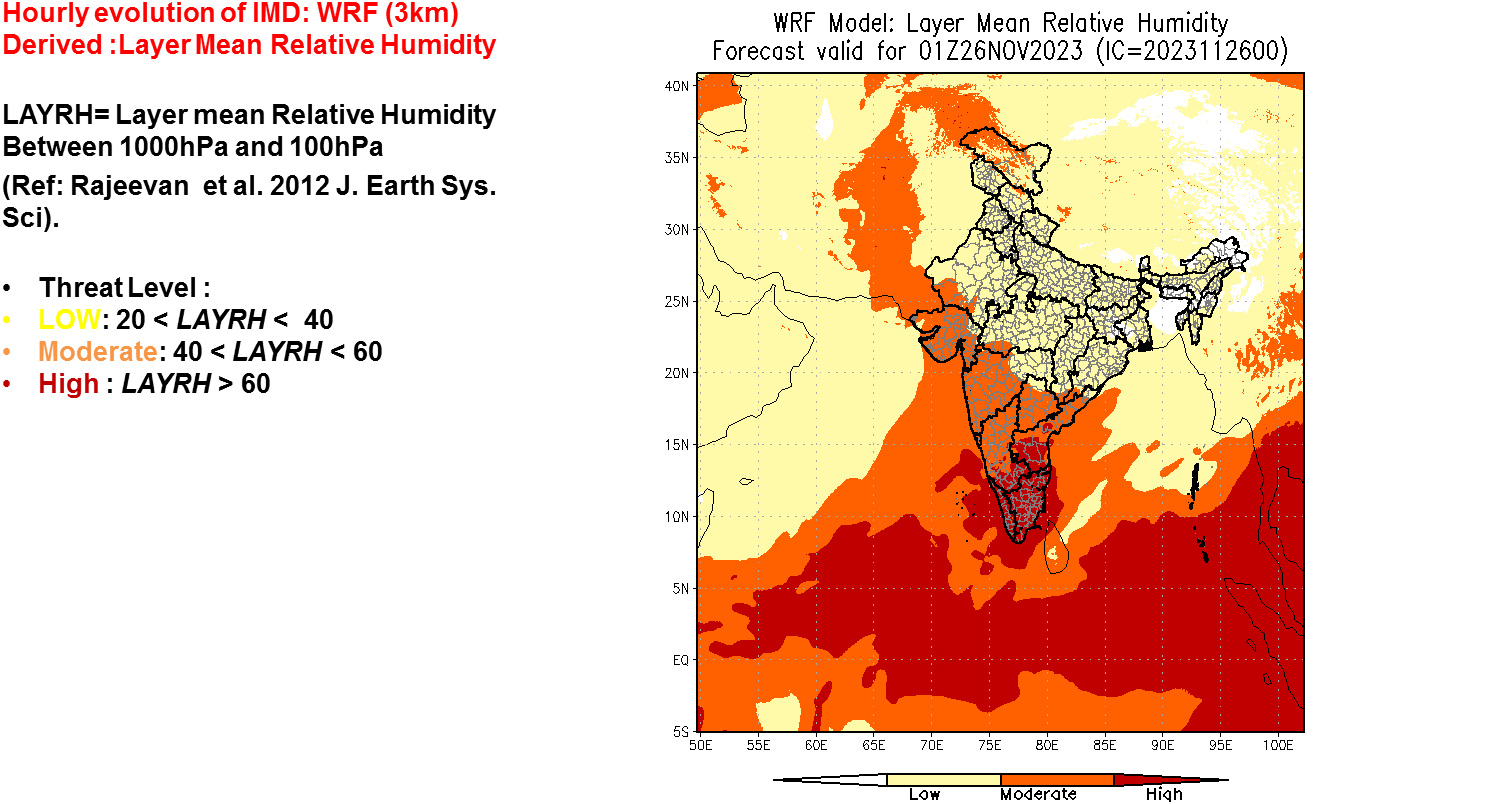 Hourly evolution of IMD: WRF (3km)
Derived :Layer Mean Relative Humidity
LAYRH= Layer mean Relative Humidity
Between 1000hPa and 100hPa
(Ref: Rajeevan et al. 2012 J. Earth Sys.
Sci).
• Threat Level :
• LOW: 20 < LAYRH < 40
• Moderate: 40 < LAYRH < 60
• High : LAYRH > 60
WRF Model: Layer Mean Relative Humidity
Forecast valid for 01Z26NOV2023 (IC=2023112600)
40N
35N
30N
25N
20N
15N
10N
5N
EQ
5S
50E 55E 60E 65E 70E 75E 80E 85E 90E 95E 100E
Low Moderate High